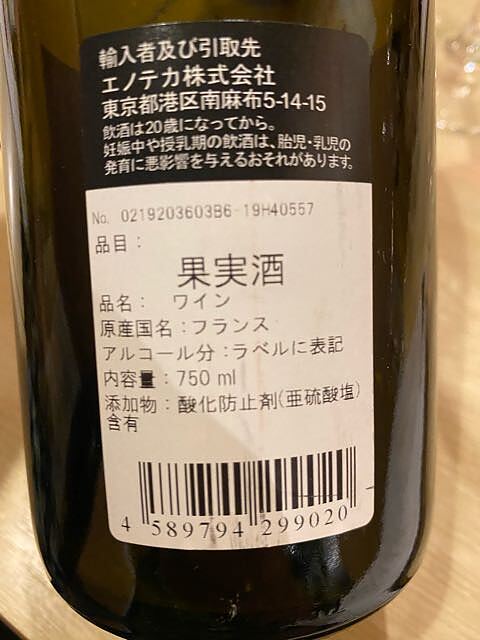 輸入者及び引取先
エノテカ株式会社
東京都港区南麻布5-14-15
飲酒は20歳になってから。
妊娠中や授乳期の飲酒は、胎児・乳児の
発育に悪影響を与えるおそれがあります。
No. 0219203603B6-19H40557
品目：
果実酒
品名： ワイン
原産国名：フランス
アルコール分：ラベルに表記
内容量：750 ml
添加物：酸化防止剤(亜硫酸塩)
含有
4 589794 299020